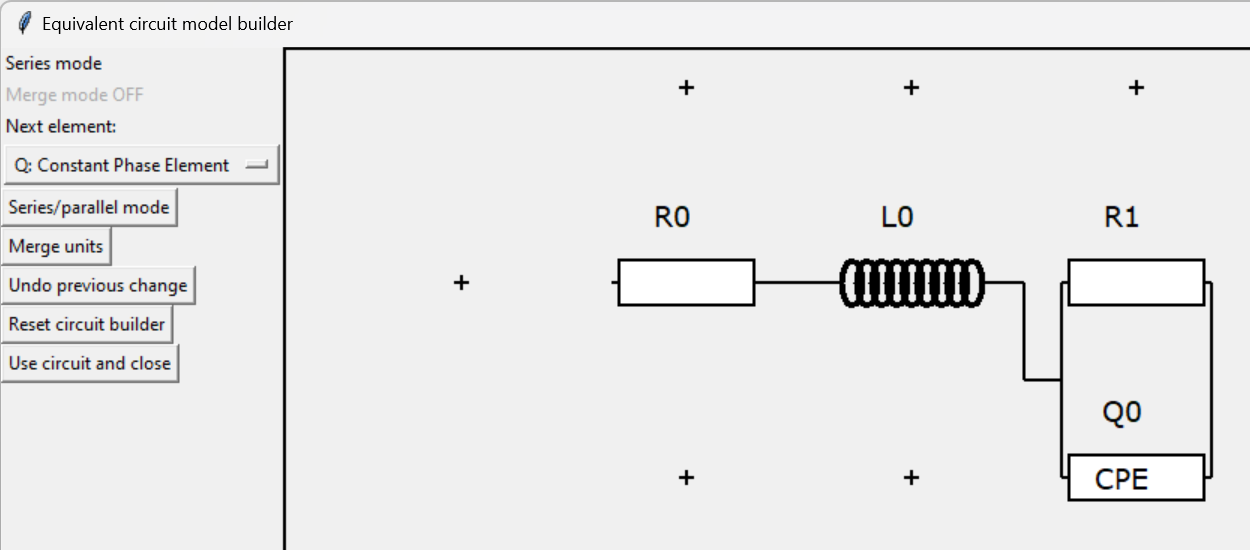 Equivalent circuit model builder
Series mode
Merge mode OFF
Next element:
Q: Constant Phase Element
Series/parallel mode
Merge units
Undo previous change
Reset circuit builder
Use circuit and close
+ + +
R0 L0 R1
+
Q0
+ + CPE